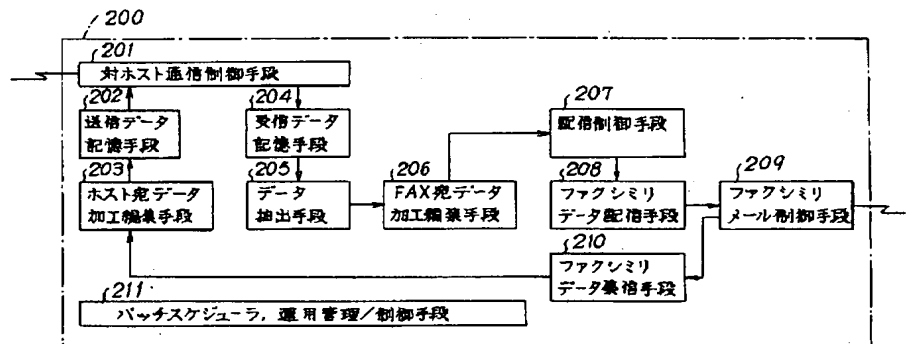 200
201
対ホスト通信制御手段
202
送信データ
記憶手段
203
ホスト宛データ
加工編集手段
204
受信データ
記憶手段
205
データ
抽出手段
206
FAX宛データ
加工編集手段
207
配信制御手段
208
ファクシミリ
データ配信手段
209
ファクシミリ
メール制御手段
210
ファクシミリ
データ集信手段
211
バッチスケジューラ,運用管理/制御手段